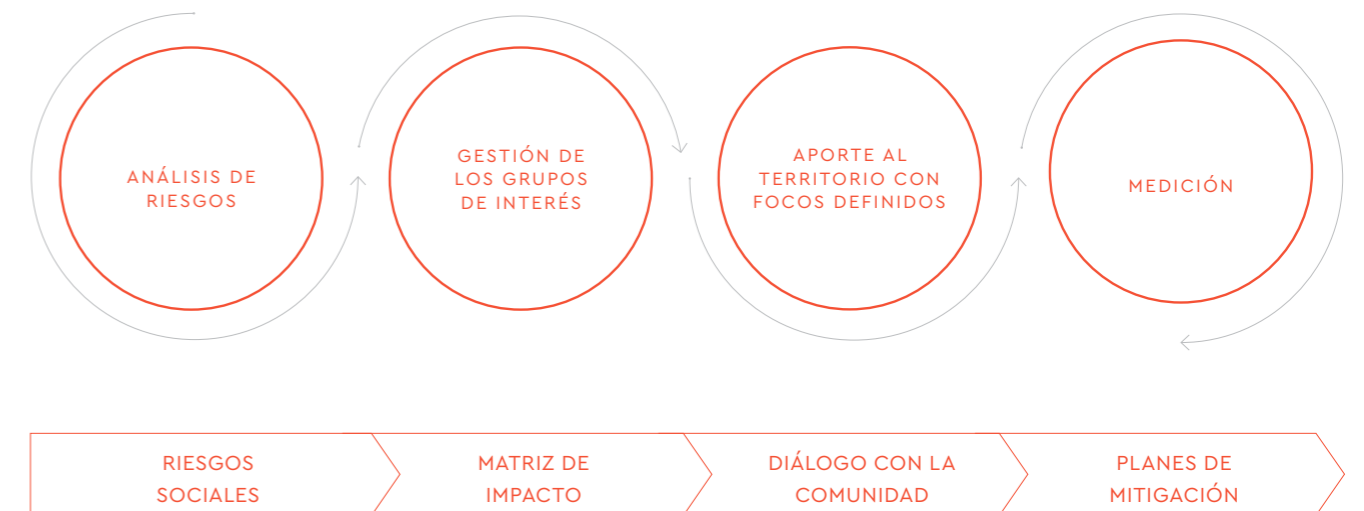 ANÁLISIS DE
RIESGOS
GESTIÓN DE
LOS GRUPOS
DE INTERÉS
APORTE AL
TERRITORIO CON
FOCOS DEFINIDOS
MEDICIÓN
RIESGOS
SOCIALES
MATRIZ DE
IMPACTO
DIÁLOGO CON LA
COMUNIDAD
PLANES DE
MITIGACIÓN